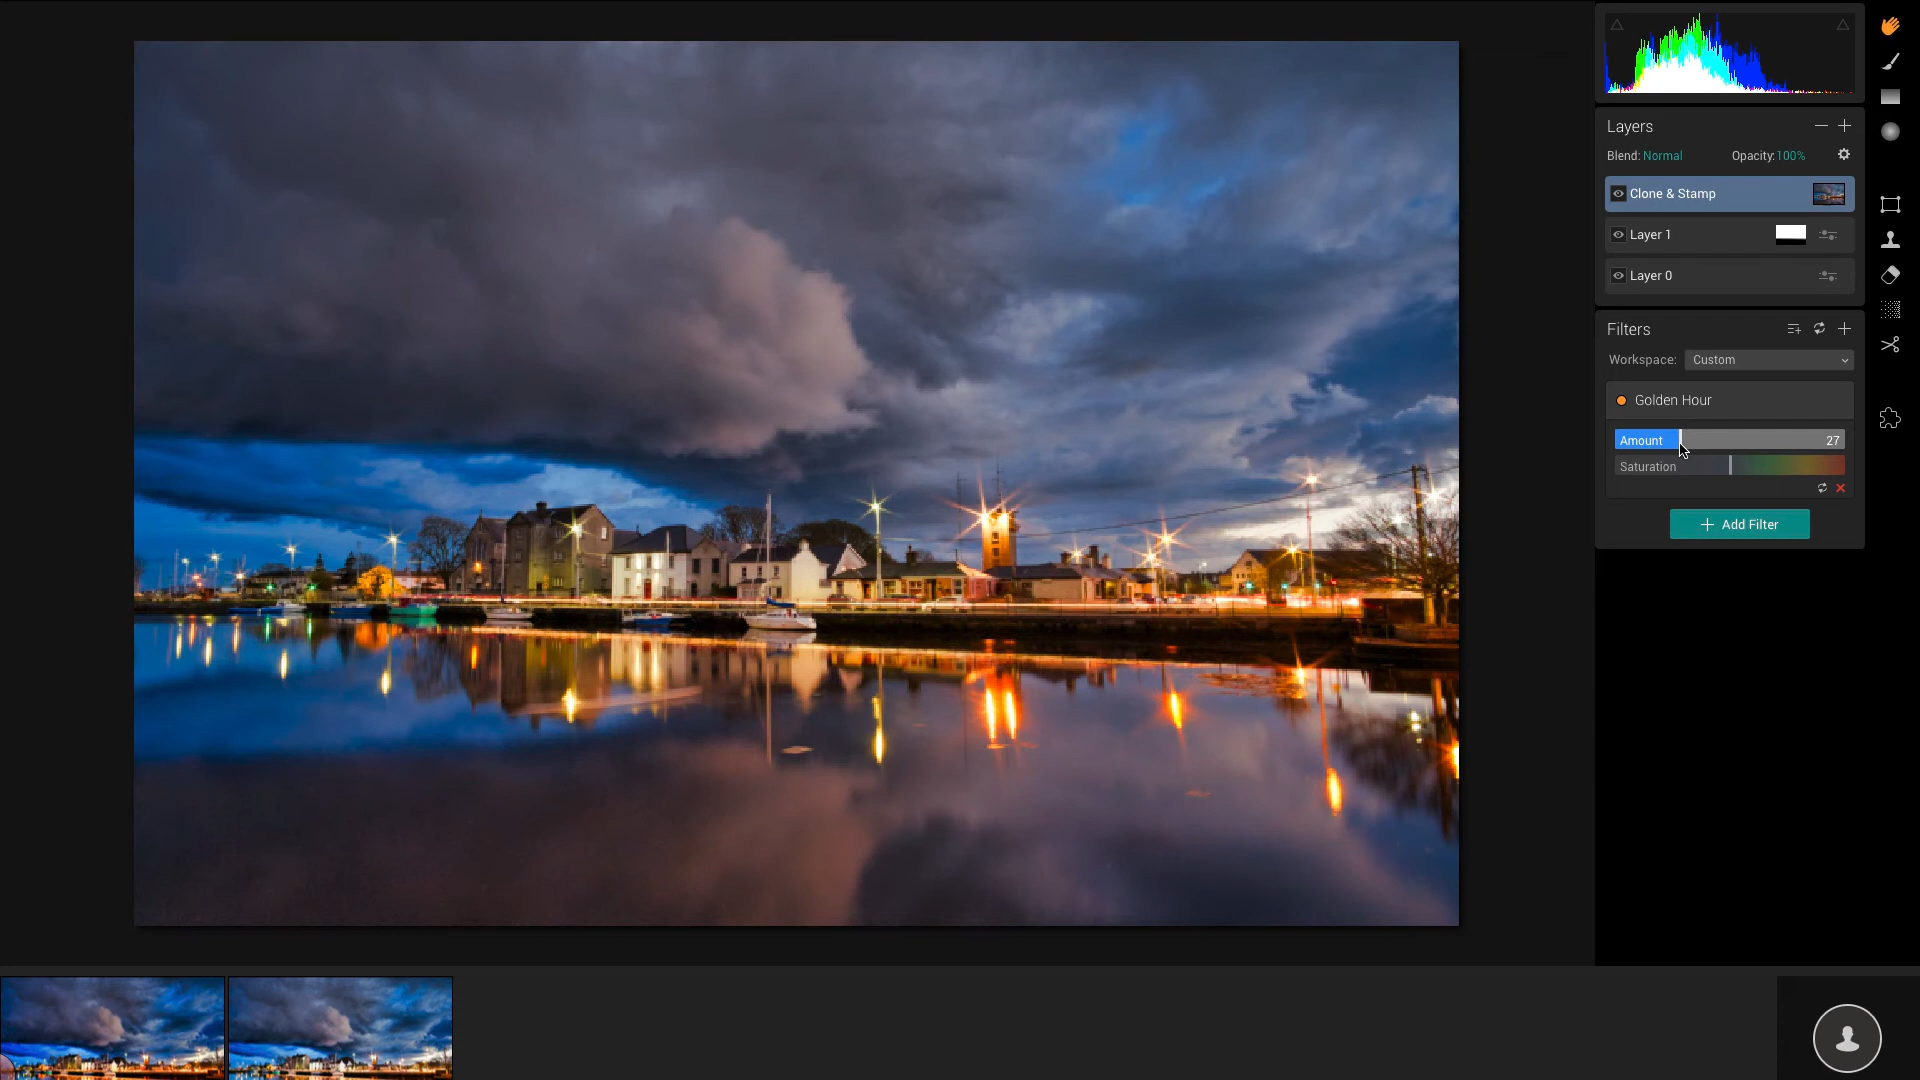 Layers
Blend: Normal Opacity: 100%
Clone & Stamp
Layer 1
Layer 0
Filters
Workspace: Custom
Golden Hour
Amount 27
Saturation
Add Filter